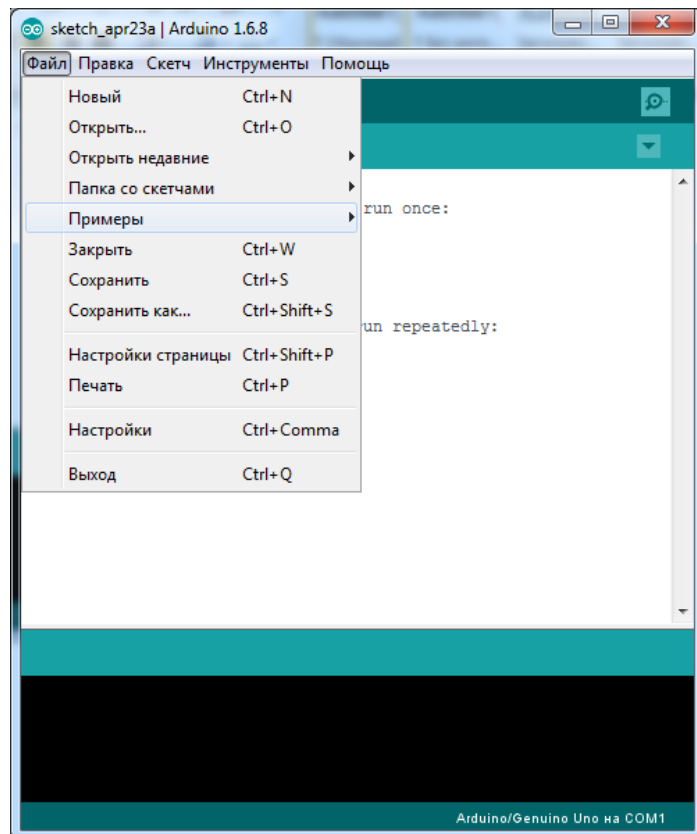 sketch_apr23a | Arduino 1.6.8
Файл Правка Скетч Инструменты Помощь
Новый Ctrl+N
Открыть... Ctrl+O
Открыть недавние
Папка со скетчами
Примеры
run once:
Закрыть Ctrl+W
Сохранить Ctrl+S
Сохранить как... Ctrl+Shift+S
un repeatedly:
Настройки страницы Ctrl+Shift+P
Печать Ctrl+P
Настройки Ctrl+Comma
Выход Ctrl+Q
Arduino/Genuino Uno на COM1